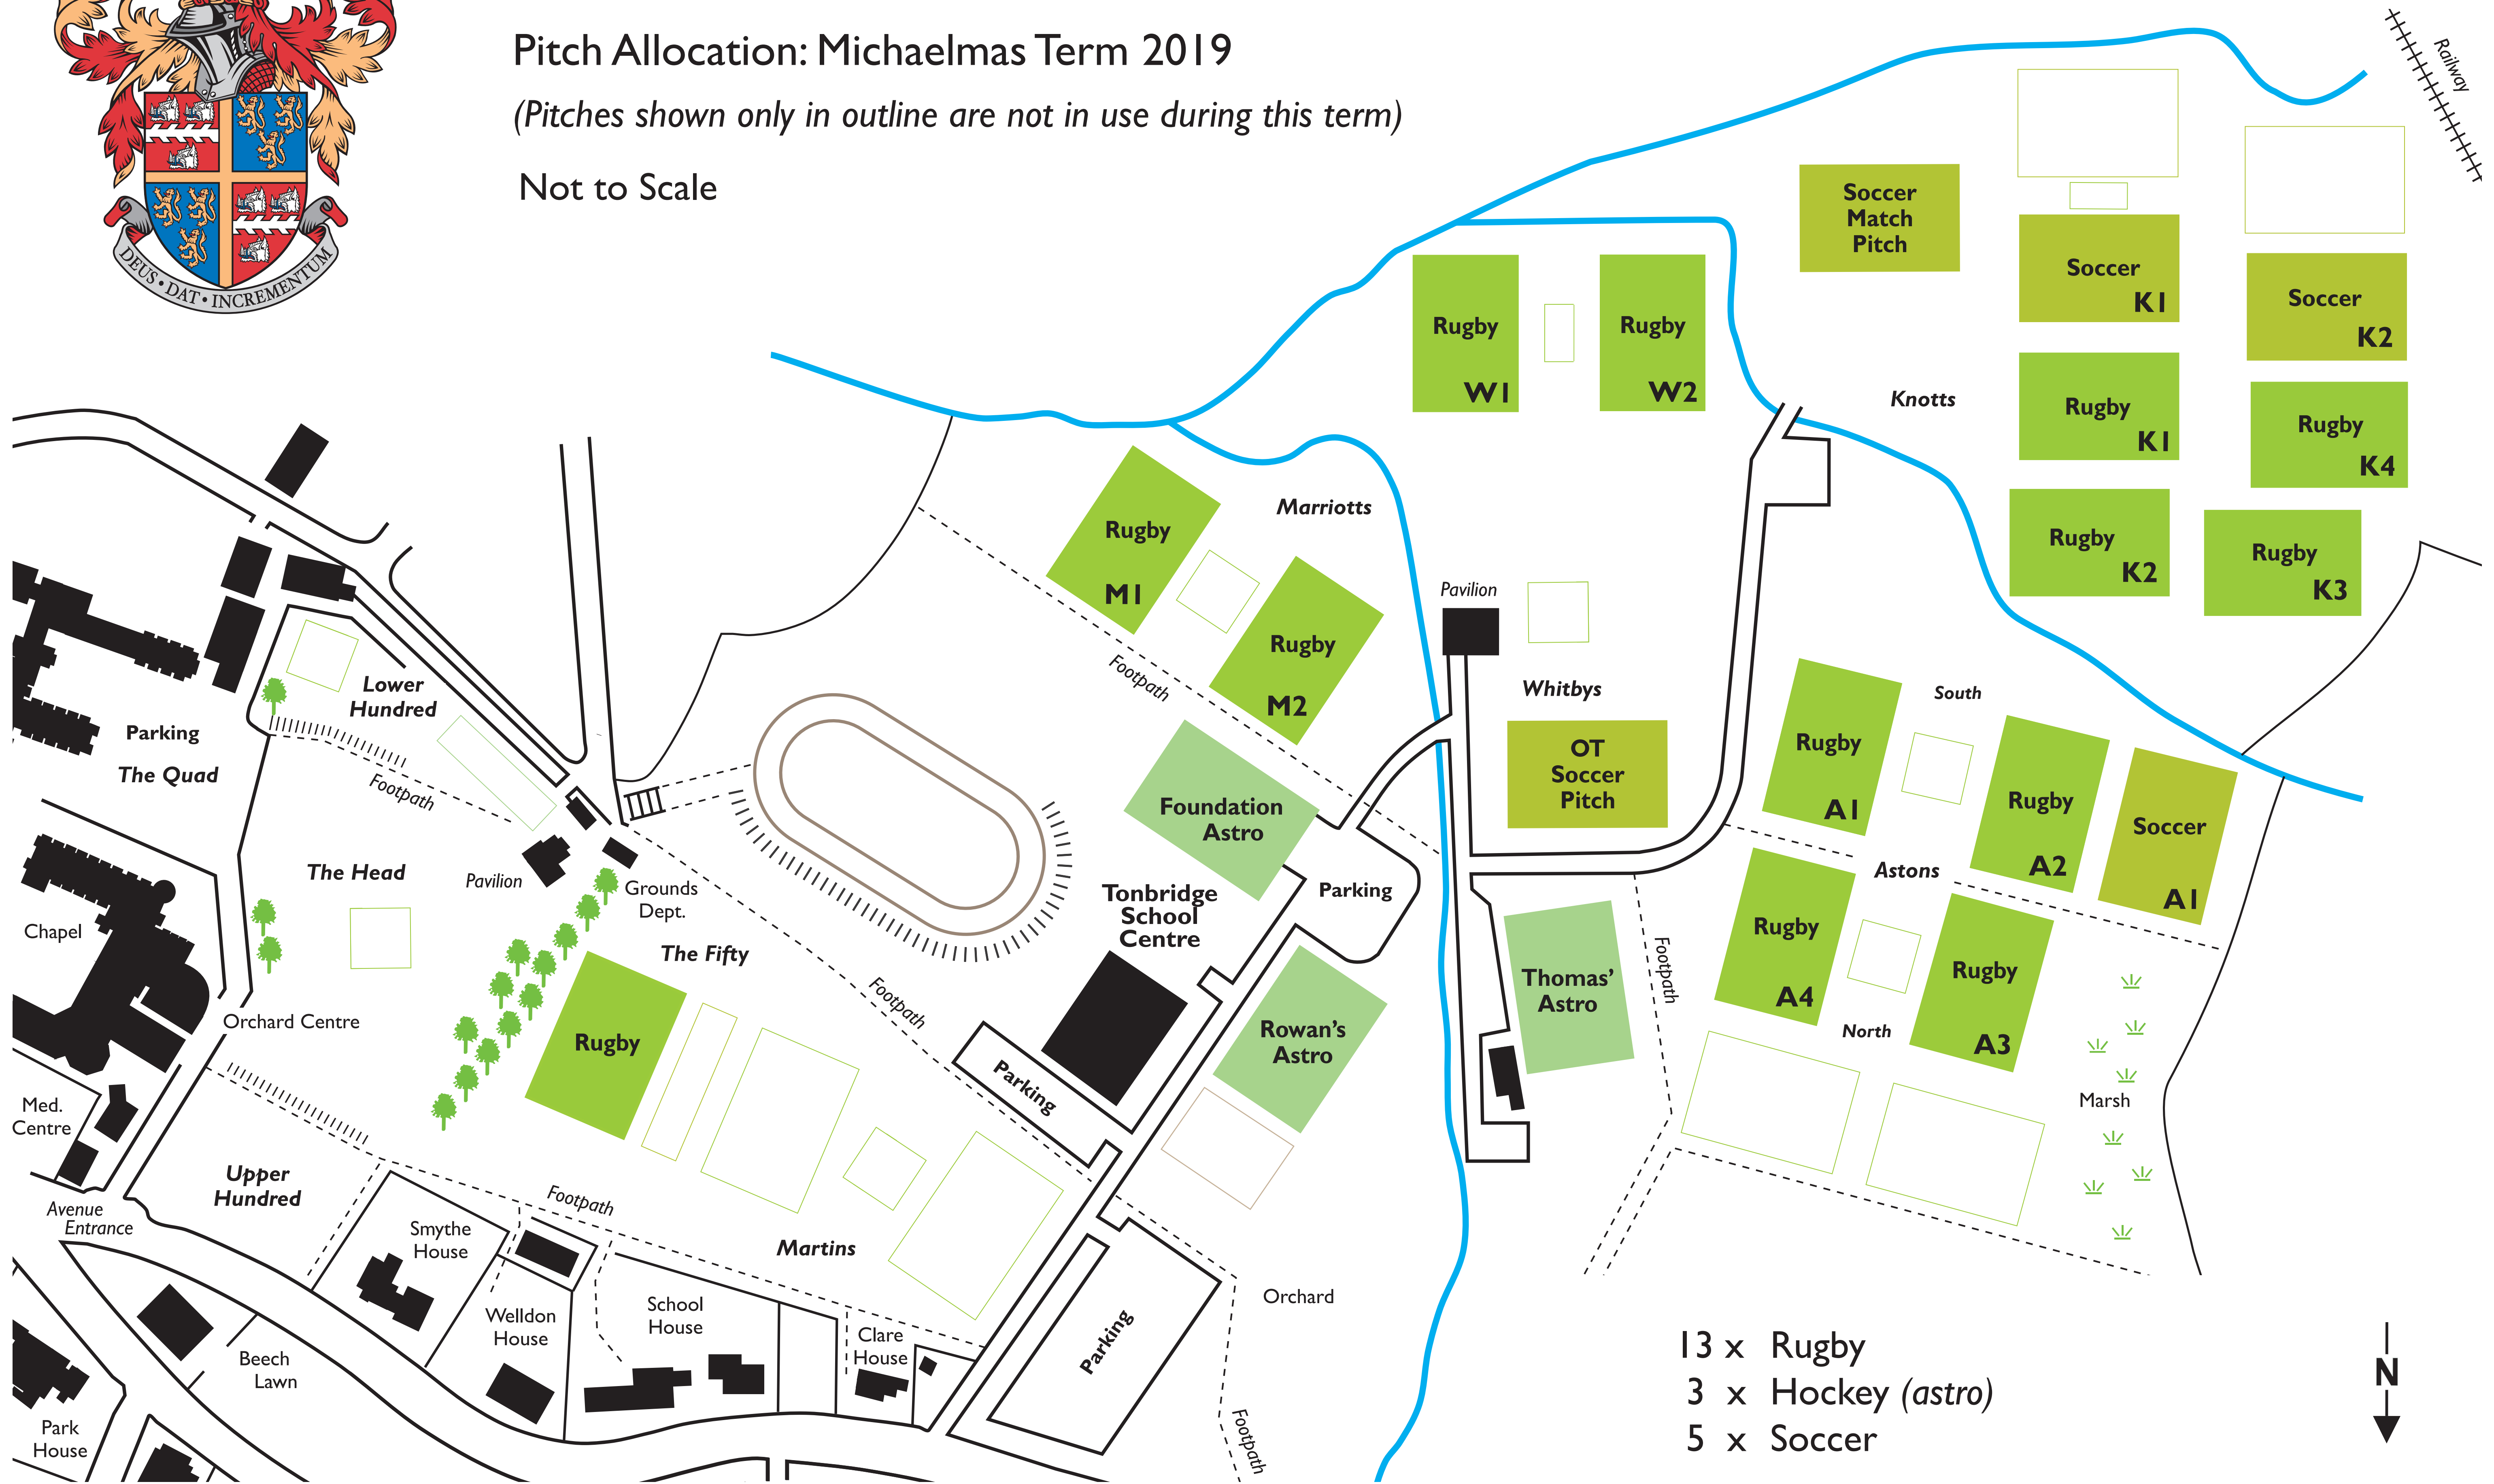 Pitch Allocation: Michaelmas Term 2019
(Pitches shown only in outline are not in use during this term)
Not to Scale
DEUS • DAT • INCREMENTUM
Railway
Soccer
Match
Pitch
Soccer
K1
Soccer
K2
Rugby
W1
Rugby
W2
Knotts
Rugby
K1
Rugby
K4
Rugby
K2
Rugby
K3
Marriotts
Rugby
M1
Rugby
M2
Footpath
Pavilion
Whitbys
OT
Soccer
Pitch
South
Rugby
A1
Rugby
A2
Soccer
A1
Astons
Rugby
A4
Rugby
A3
North
Marsh
Lower
Hundred
Parking
The Quad
Footpath
The Head
Pavilion
Grounds
Dept.
The Fifty
Chapel
Orchard Centre
Rugby
Footpath
Foundation
Astro
Tonbridge
School
Centre
Parking
Rowan's
Astro
Thomas'
Astro
Footpath
Parking
Med.
Centre
Upper
Hundred
Avenue
Entrance
Footpath
Smythe
House
Martins
Welldon
House
School
House
Clare
House
Orchard
Parking
Footpath
Beech
Lawn
Park
House
13 x Rugby
3 x Hockey (astro)
5 x Soccer
N